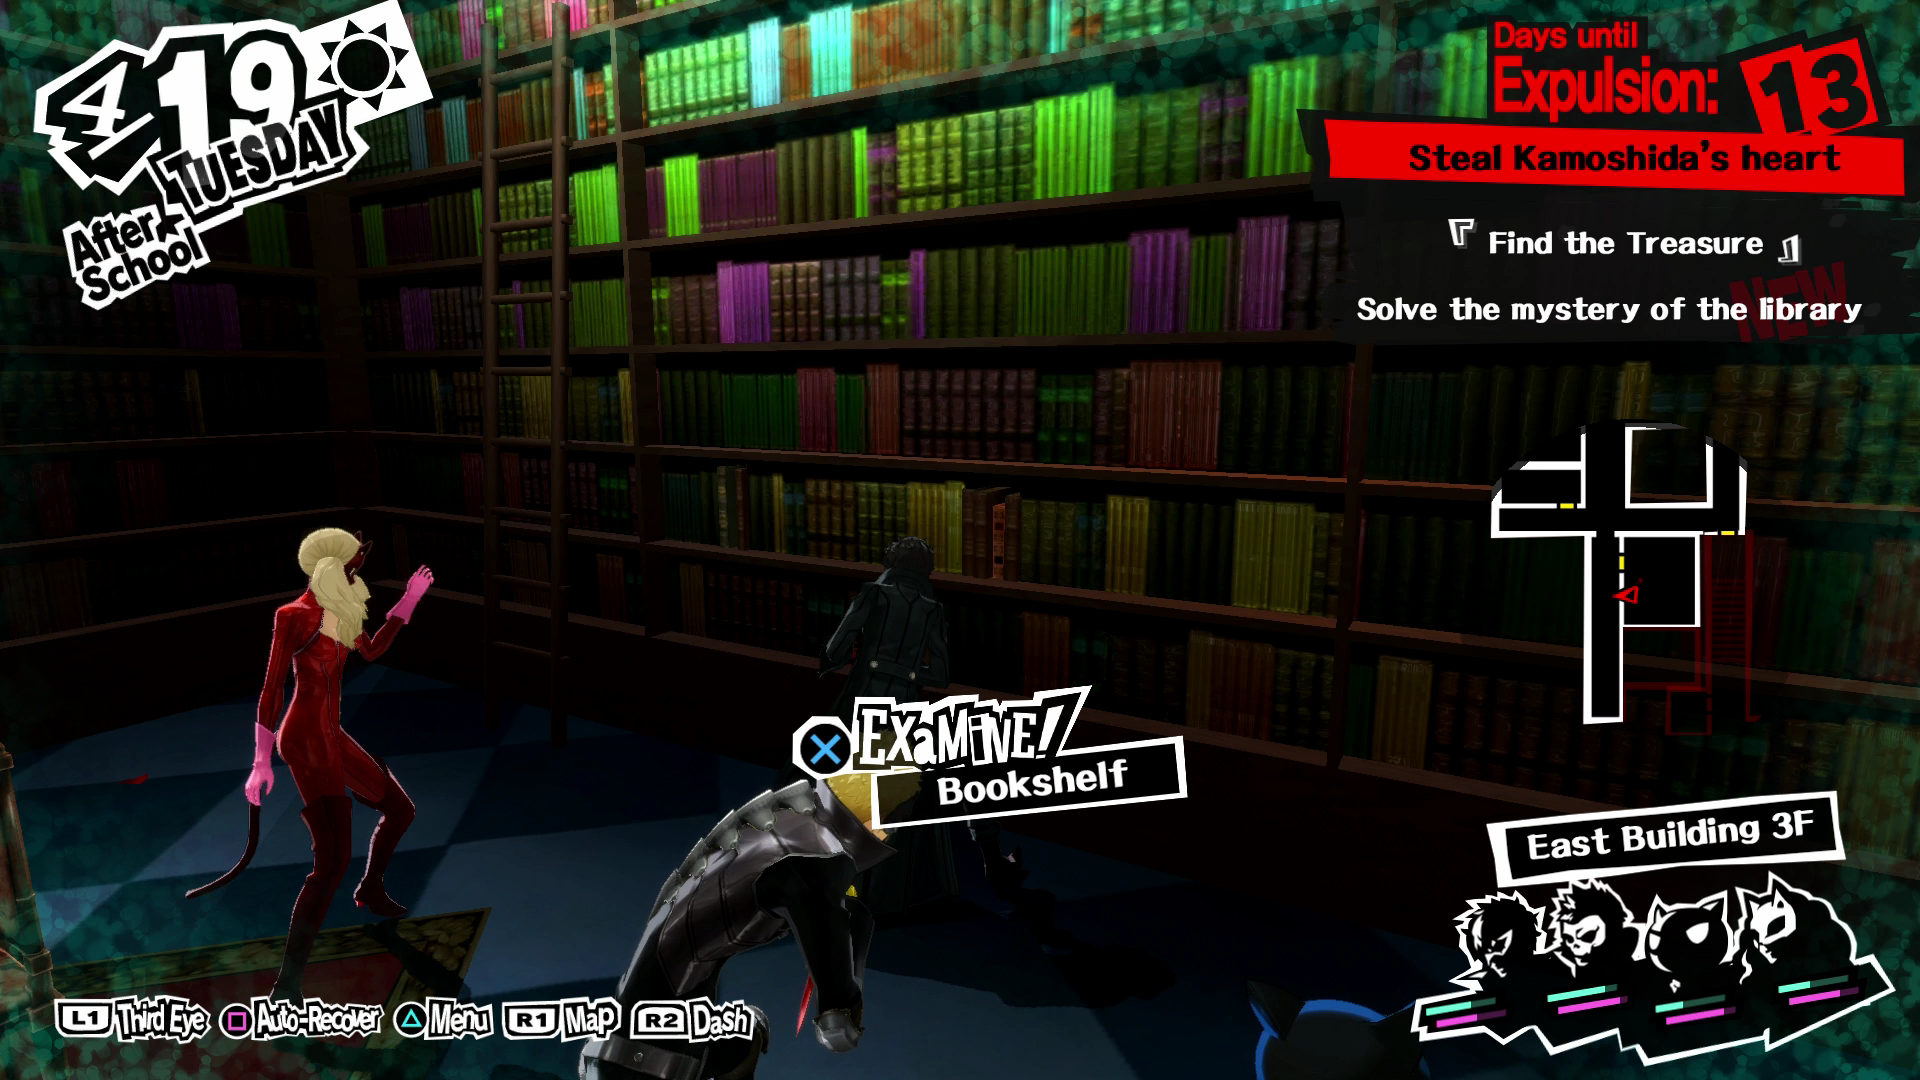 4/19
TUESDAY
After School
Days until
Expulsion: 13
Steal Kamoshida's heart
『Find the Treasure』
NEW
Solve the mystery of the library
EXaMiNE!
Bookshelf
East Building 3F
L1 Third Eye Auto-Recover Menu R1 Map R2 Dash